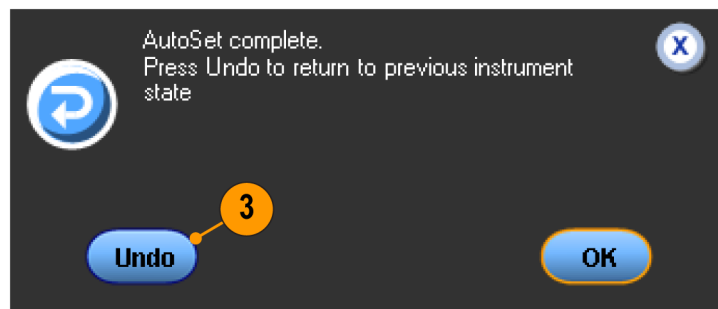 AutoSet complete.
X
Press Undo to return to previous instrument
state
3
Undo
OK